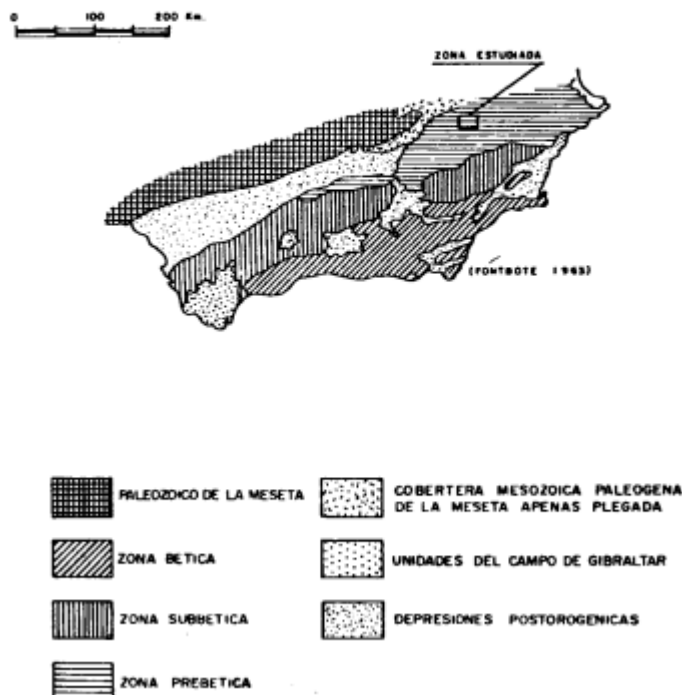 0 100 200 Km.
ZONA ESTUDIADA
(FONTBOTE 1965)
PALEOZOICO DE LA MESETA
COBERTERA MESOZOICA PALEOGENA
DE LA MESETA APENAS PLEGADA
ZONA BETICA
UNIDADES DEL CAMPO DE GIBRALTAR
ZONA SUBBETICA
DEPRESIONES POSTOROGENICAS
ZONA PREBETICA